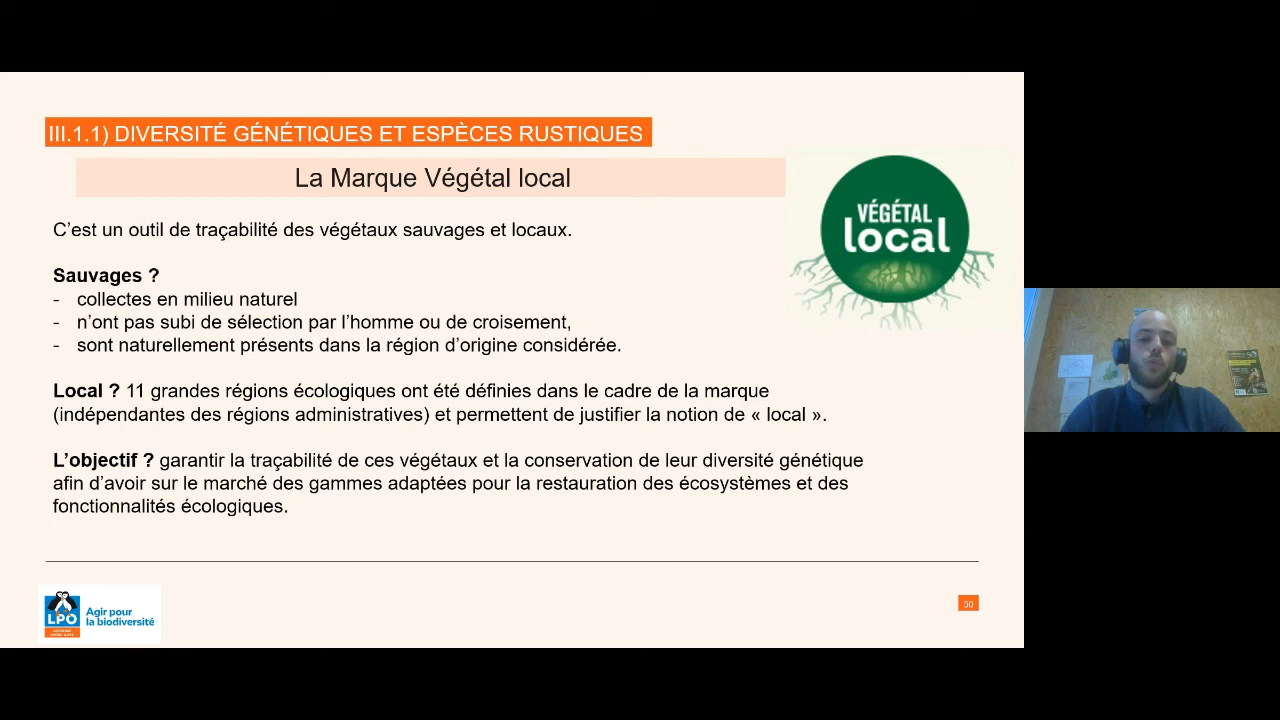 III.1.1) DIVERSITÉ GÉNÉTIQUES ET ESPÈCES RUSTIQUES
La Marque Végétal local
VÉGÉTAL
local
C’est un outil de traçabilité des végétaux sauvages et locaux.
Sauvages ?
- collectes en milieu naturel
- n’ont pas subi de sélection par l’homme ou de croisement,
- sont naturellement présents dans la région d’origine considérée.
Local ? 11 grandes régions écologiques ont été définies dans le cadre de la marque
(indépendantes des régions administratives) et permettent de justifier la notion de « local ».
L’objectif ? garantir la traçabilité de ces végétaux et la conservation de leur diversité génétique
afin d’avoir sur le marché des gammes adaptées pour la restauration des écosystèmes et des
fonctionnalités écologiques.
LPO
Agir pour
la biodiversité
30